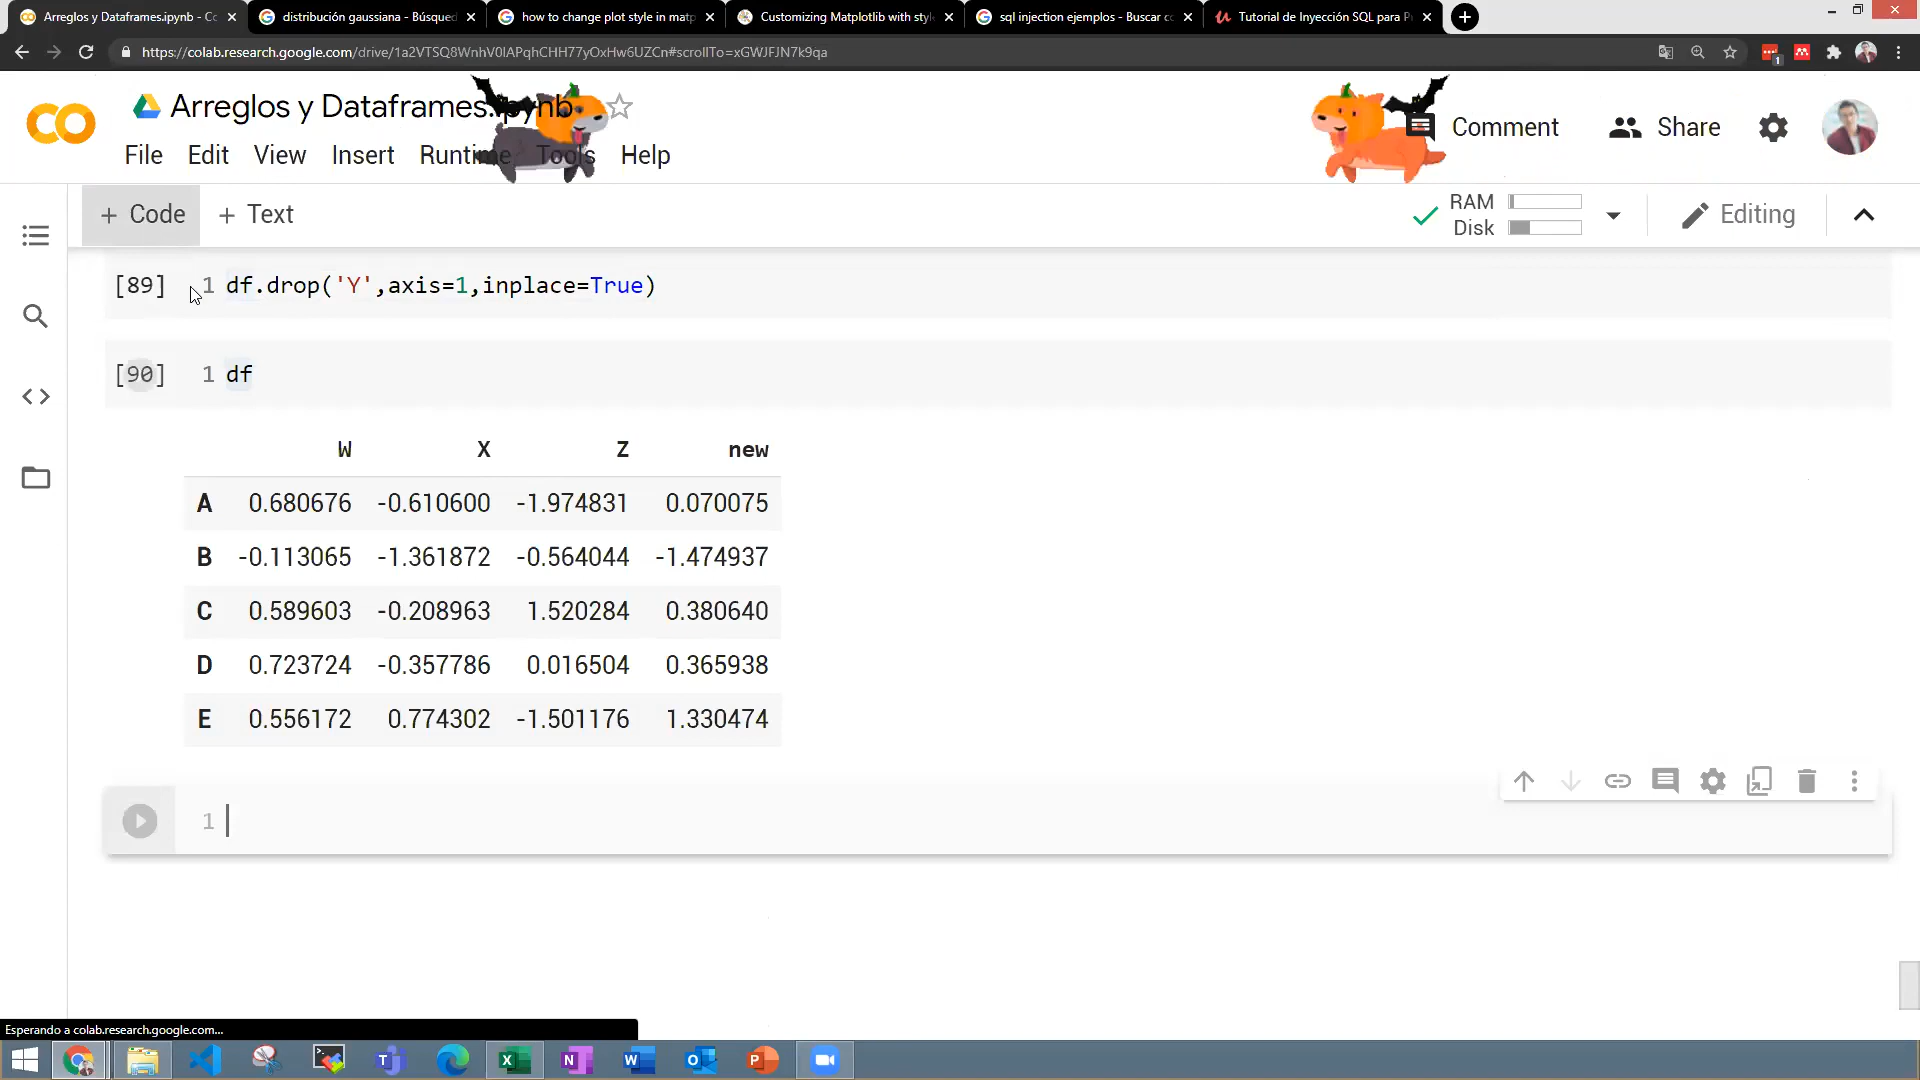 Arreglos y Dataframes.ipynb - Cc
distribución gaussiana - Búsqued
how to change plot style in matp
Customizing Matplotlib with styl
sql injection ejemplos - Buscar co
Tutorial de Inyección SQL para P
https://colab.research.google.com/drive/1a2VTSQ8WnhV0lAPqhCHH77yOxHw6UZCn#scrollTo=xGWJFJN7k9qa
Arreglos y Dataframes.ipynb
Comment
Share
File Edit View Insert Runtime Tools Help
+ Code + Text
RAM
Disk
Editing
[89] 1 df.drop('Y',axis=1,inplace=True)
[90] 1 df
W X Z new
A 0.680676 -0.610600 -1.974831 0.070075
B -0.113065 -1.361872 -0.564044 -1.474937
C 0.589603 -0.208963 1.520284 0.380640
D 0.723724 -0.357786 0.016504 0.365938
E 0.556172 0.774302 -1.501176 1.330474
1
Esperando a colab.research.google.com...